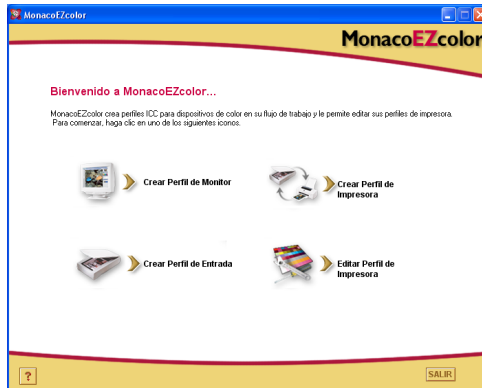 MonacoEZcolor
MonacoEZcolor
Bienvenido a MonacoEZcolor...
MonacoEZcolor crea perfiles ICC para dispositivos de color en su flujo de trabajo y le permite editar sus perfiles de impresora.
Para comenzar, haga clic en uno de los siguientes iconos.
Crear Perfil de Monitor
Crear Perfil de
Impresora
Crear Perfil de Entrada
Editar Perfil de
Impresora
?
SALIR